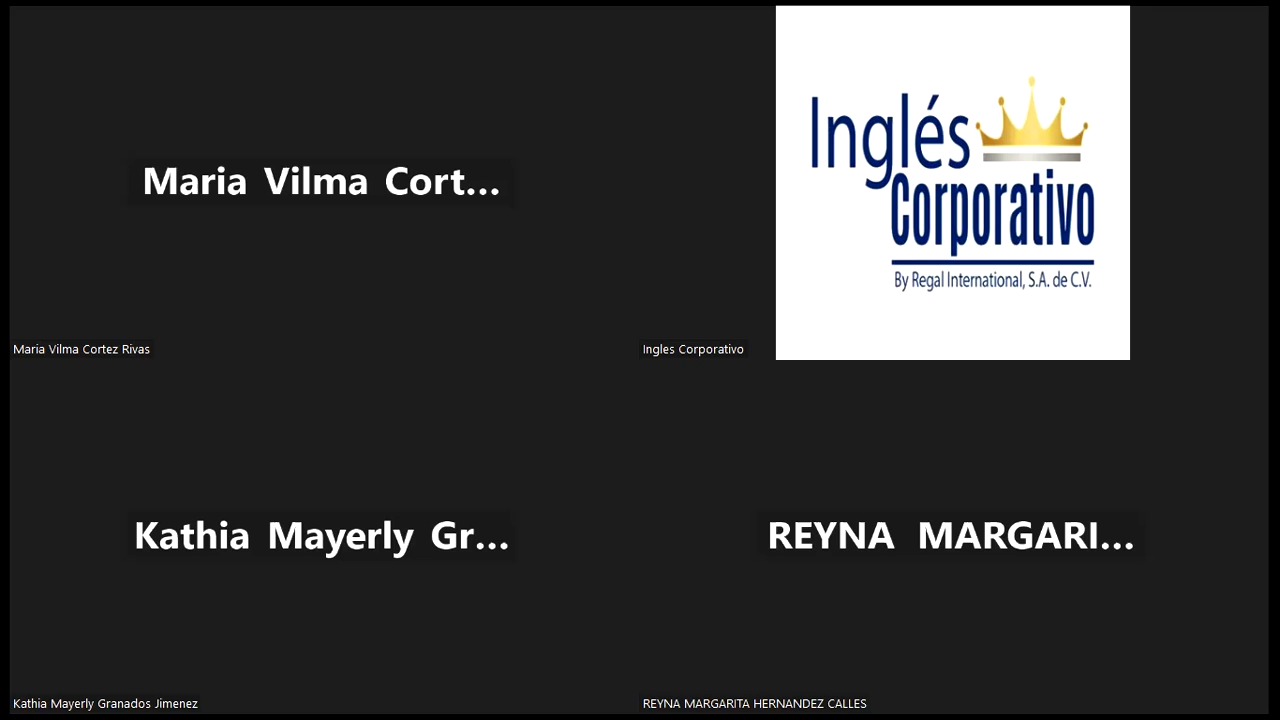 Maria Vilma Cort...
Maria Vilma Cortez Rivas
Inglés
Corporativo
By Regal International, S.A. de C.V.
Ingles Corporativo
Kathia Mayerly Gr...
Kathia Mayerly Granados Jimenez
REYNA MARGARI...
REYNA MARGARITA HERNANDEZ CALLES